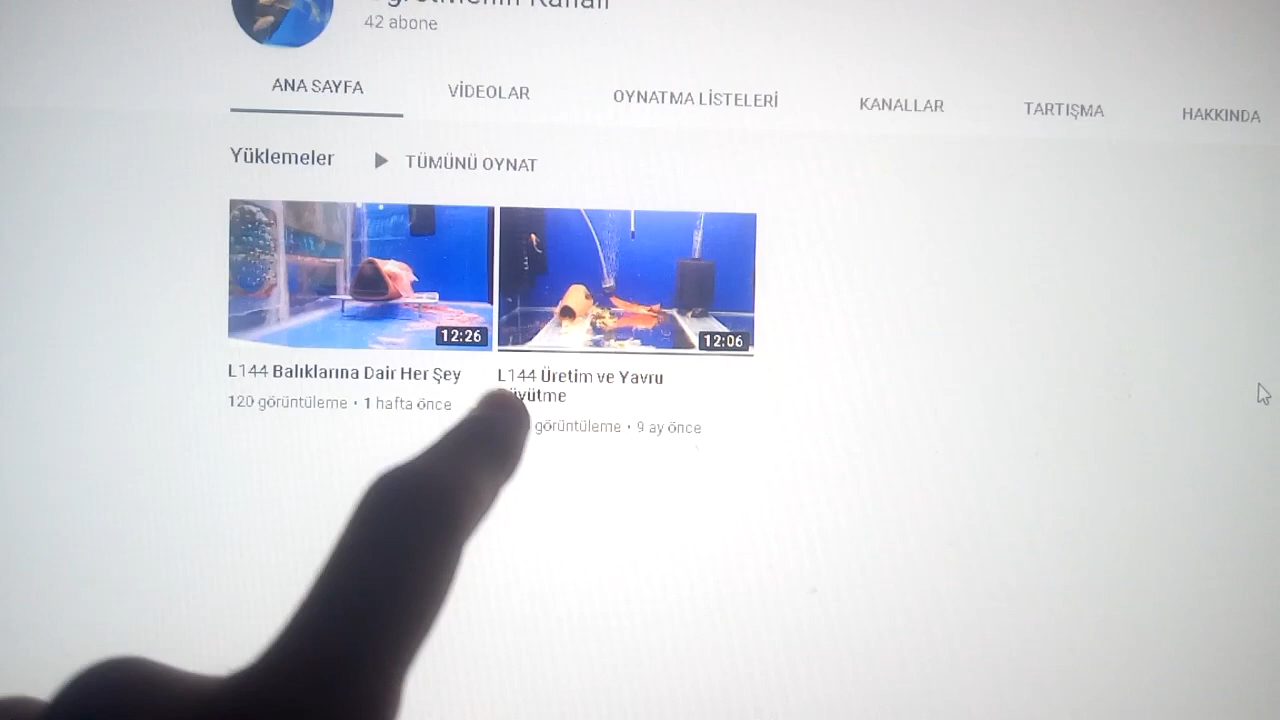 Kanalı
42 abone
ANA SAYFA
VİDEOLAR
OYNATMA LİSTELERİ
KANALLAR
TARTIŞMA
HAKKINDA
Yüklemeler
TÜMÜNÜ OYNAT
12:26
12:06
L144 Balıklarına Dair Her Şey
120 görüntüleme • 1 hafta önce
L144 Üretim ve Yavru
görüntüleme • 9 ay önce